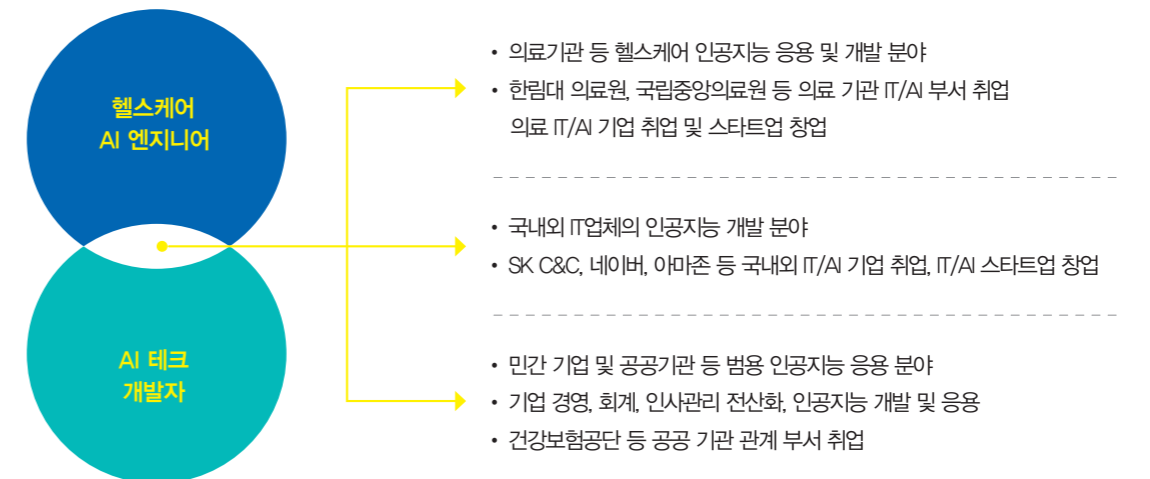 헬스케어
AI 엔지니어
• 의료기관 등 헬스케어 인공지능 응용 및 개발 분야
• 한림대 의료원, 국립중앙의료원 등 의료 기관 IT/AI 부서 취업
의료 IT/AI 기업 취업 및 스타트업 창업
• 국내외 IT업체의 인공지능 개발 분야
• SK C&C, 네이버, 아마존 등 국내외 IT/AI 기업 취업, IT/AI 스타트업 창업
AI 테크
개발자
• 민간 기업 및 공공기관 등 범용 인공지능 응용 분야
• 기업 경영, 회계, 인사관리 전산화, 인공지능 개발 및 응용
• 건강보험공단 등 공공 기관 관계 부서 취업